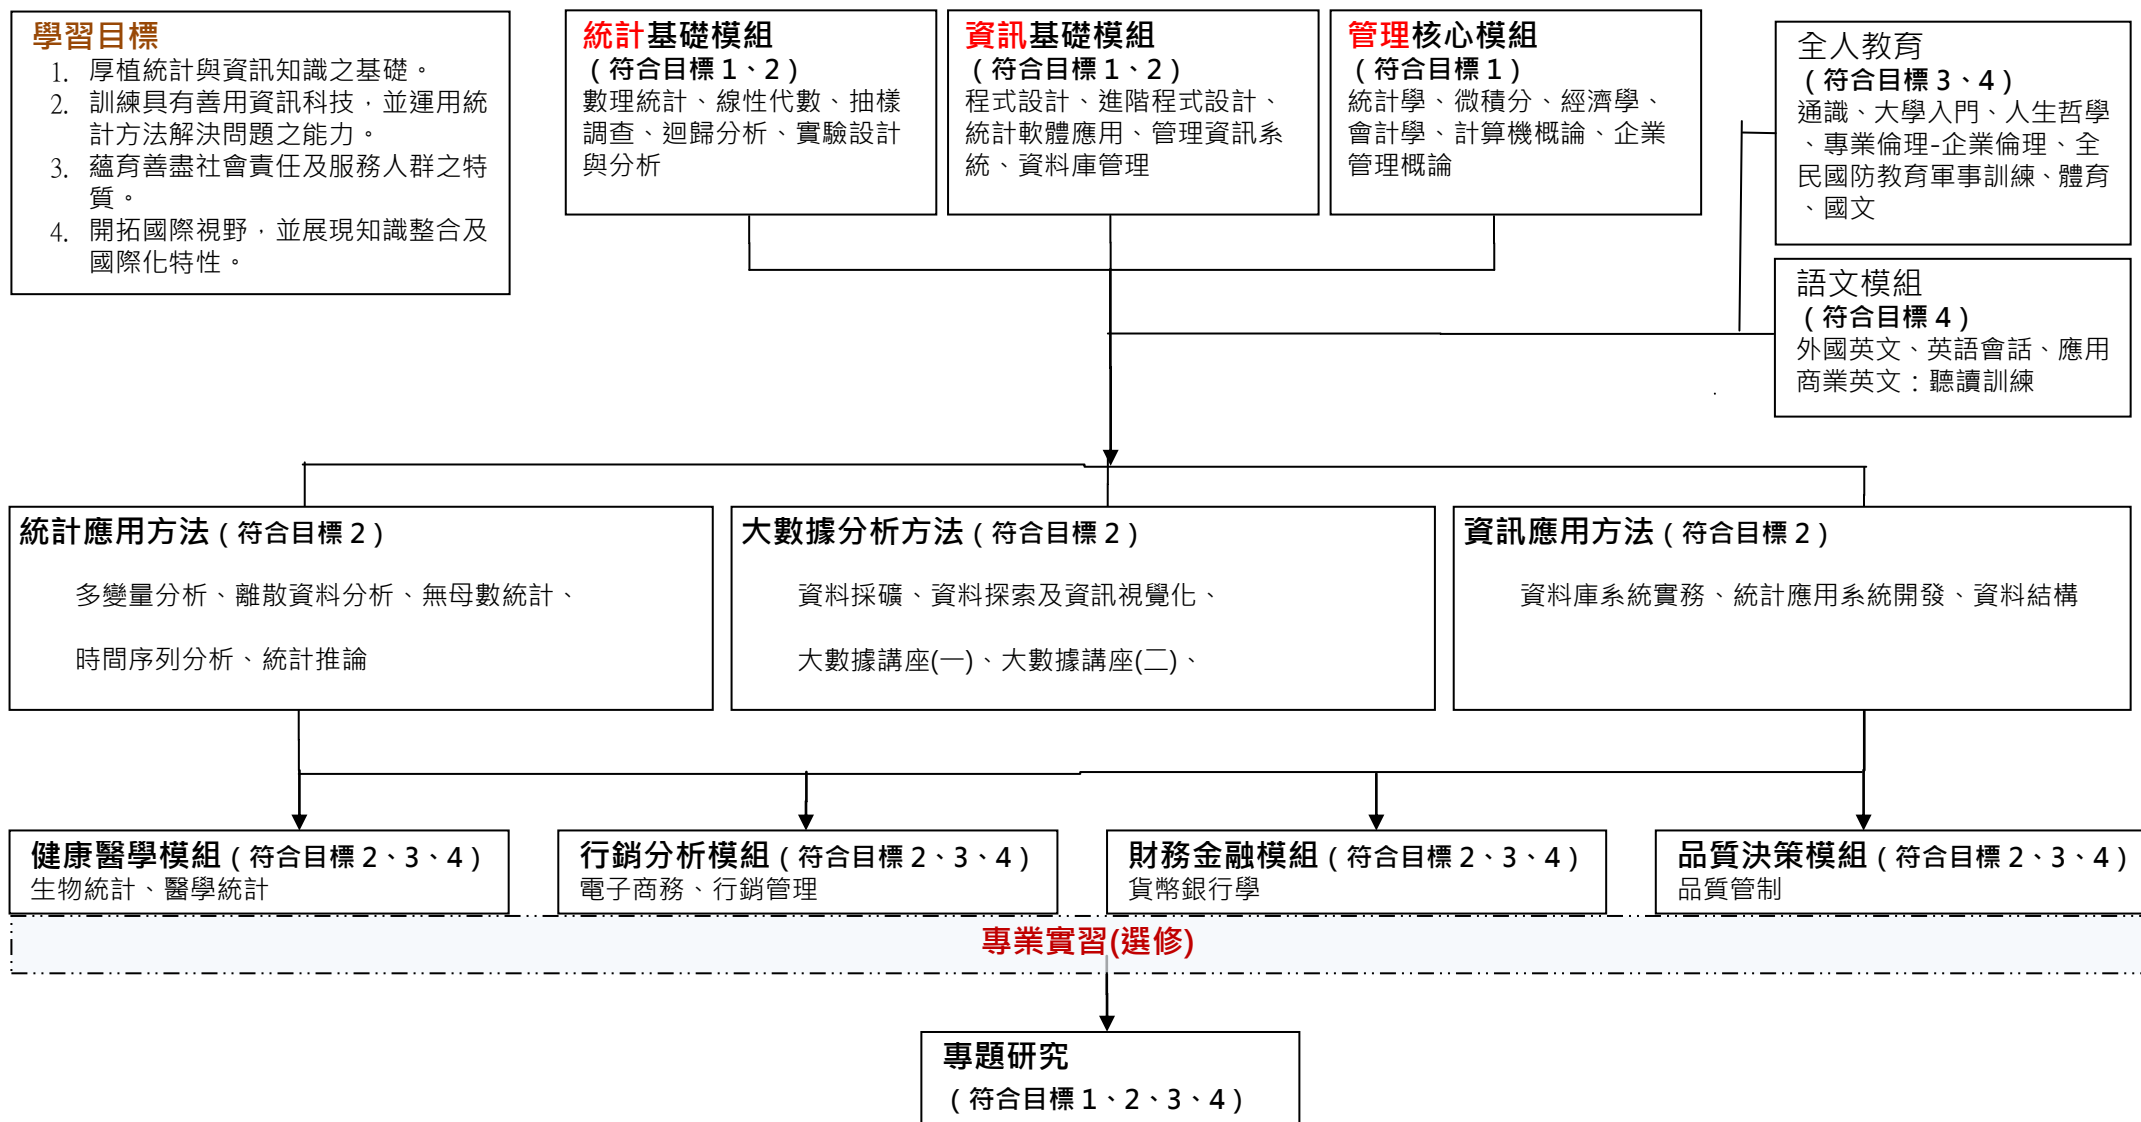 學習目標
1. 厚植統計與資訊知識之基礎。
2. 訓練具有善用資訊科技，並運用統
計方法解決問題之能力。
3. 蘊育善盡社會責任及服務人群之特
質。
4. 開拓國際視野，並展現知識整合及
國際化特性。
統計基礎模組
（符合目標 1、2）
數理統計、線性代數、抽樣
調查、迴歸分析、實驗設計
與分析
資訊基礎模組
（符合目標 1、2）
程式設計、進階程式設計、
統計軟體應用、管理資訊系
統、資料庫管理
管理核心模組
（符合目標 1）
統計學、微積分、經濟學、
會計學、計算機概論、企業
管理概論
全人教育
（符合目標 3、4）
通識、大學入門、人生哲學
、專業倫理-企業倫理、全
民國防教育軍事訓練、體育
、國文
語文模組
（符合目標 4）
外國英文、英語會話、應用
商業英文：聽讀訓練
統計應用方法（符合目標 2）
多變量分析、離散資料分析、無母數統計、
時間序列分析、統計推論
大數據分析方法（符合目標 2）
資料採礦、資料探索及資訊視覺化、
大數據講座(一)、大數據講座(二)、
資訊應用方法（符合目標 2）
資料庫系統實務、統計應用系統開發、資料結構
健康醫學模組（符合目標 2、3、4）
生物統計、醫學統計
行銷分析模組（符合目標 2、3、4）
電子商務、行銷管理
財務金融模組（符合目標 2、3、4）
貨幣銀行學
品質決策模組（符合目標 2、3、4）
品質管制
專業實習(選修)
專題研究
（符合目標 1、2、3、4）